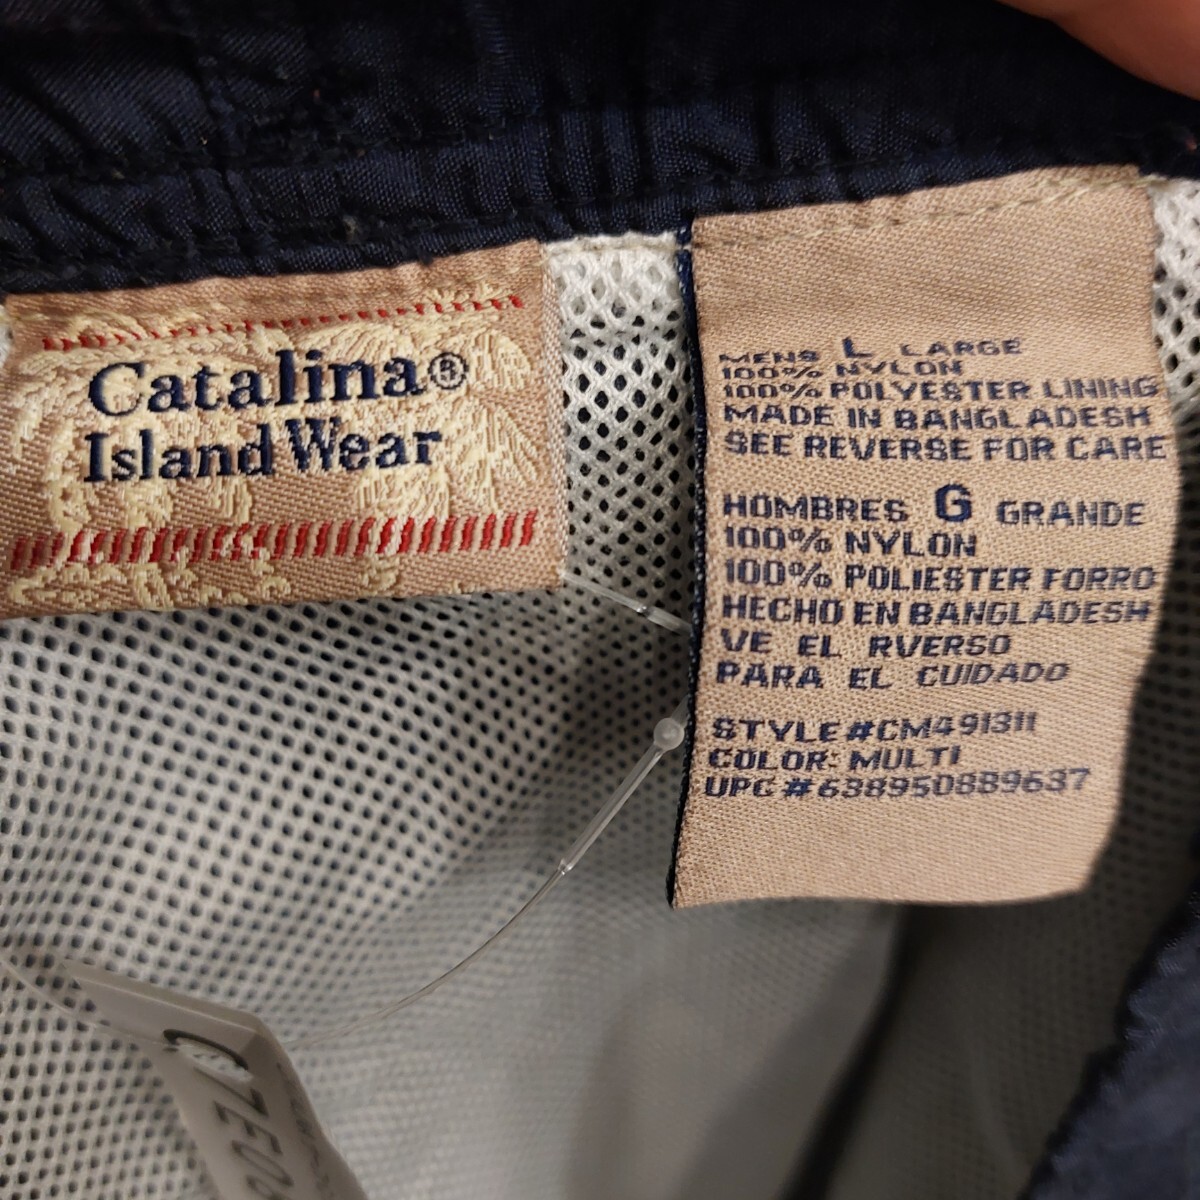 Catalina®
Island Wear
MENS L LARGE
100% NYLON
100% POLYESTER LINING
MADE IN BANGLADESH
SEE REVERSE FOR CARE
HOMBRES G GRANDE
100% NYLON
100% POLIESTER FORRO
HECHO EN BANGLADESH
VE EL RVERSO
PARA EL CUIDADO
STYLE#CM491311
COLOR: MULTI
UPC#638950889637